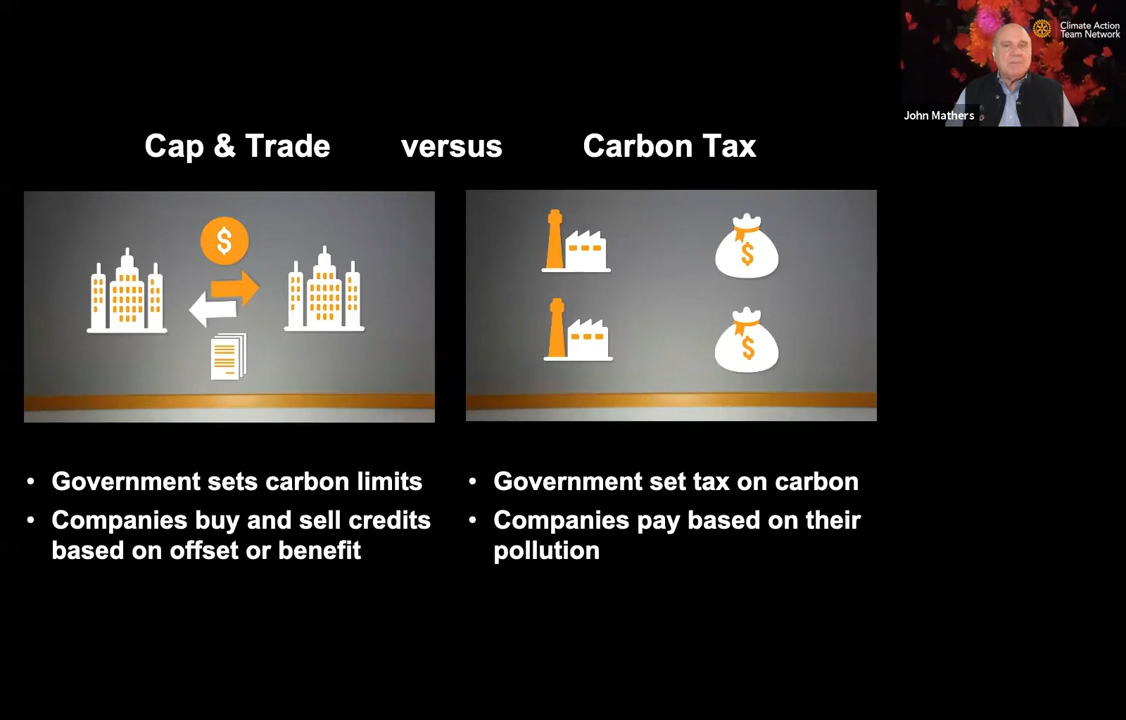 Climate Action
Team Network
John Mathers
Cap & Trade versus Carbon Tax
$
$
$
• Government sets carbon limits
• Companies buy and sell credits
based on offset or benefit
• Government set tax on carbon
• Companies pay based on their
pollution